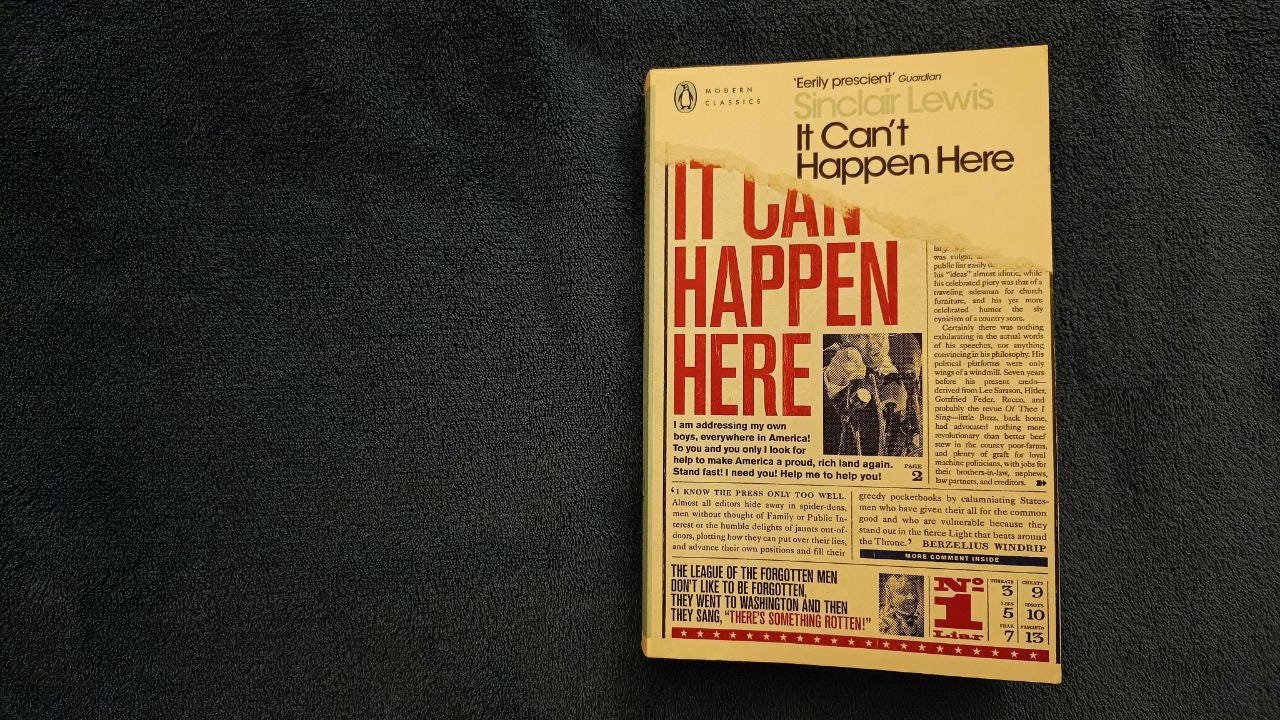 MODERN
CLASSICS
'Eerily prescient' Guardian
Sinclair Lewis
It Can't
Happen Here
IT CAN
HAPPEN
HERE
I am addressing my own
boys, everywhere in America!
To you and you only I look for
help to make America a proud, rich land again.
Stand fast! I need you! Help me to help you!
PAGE
2
was vulgar,
public liar easily
his "ideas" almost idiotic, while
his celebrated piety was that of a
traveling salesman for church
furniture, and his yet more
celebrated humor the sly
cynicism of a country store.
Certainly there was nothing
exhilarating in the actual words
of his speeches, nor anything
convincing in his philosophy. His
political platforms were only
wings of a windmill. Seven years
before his present credo—
derived from Lee Sarason, Hitler,
Gottfried Feder, Rocco, and
probably the revue Of Thee I
Sing—little Buzz, back home,
had advocated nothing more
revolutionary than better beef
stew in the county poor-farms,
and plenty of graft for loyal
machine politicians, with jobs for
their brothers-in-law, nephews,
law partners, and creditors.
'I KNOW THE PRESS ONLY TOO WELL.
Almost all editors hide away in spider-dens,
men without thought of Family or Public In-
terest or the humble delights of jaunts out-of-
doors, plotting how they can put over their lies,
and advance their own positions and fill their
greedy pocketbooks by calumniating States-
men who have given their all for the common
good and who are vulnerable because they
stand out in the fierce Light that beats around
the Throne.' BERZELIUS WINDRIP
MORE COMMENT INSIDE
THE LEAGUE OF THE FORGOTTEN MEN
DON'T LIKE TO BE FORGOTTEN,
THEY WENT TO WASHINGTON AND THEN
THEY SANG, "THERE'S SOMETHING ROTTEN!"
No
1
Liar
THREATS 3
LIES 5
FEAR 7
CHEATS 9
IDIOTS 10
FASCISTS 13